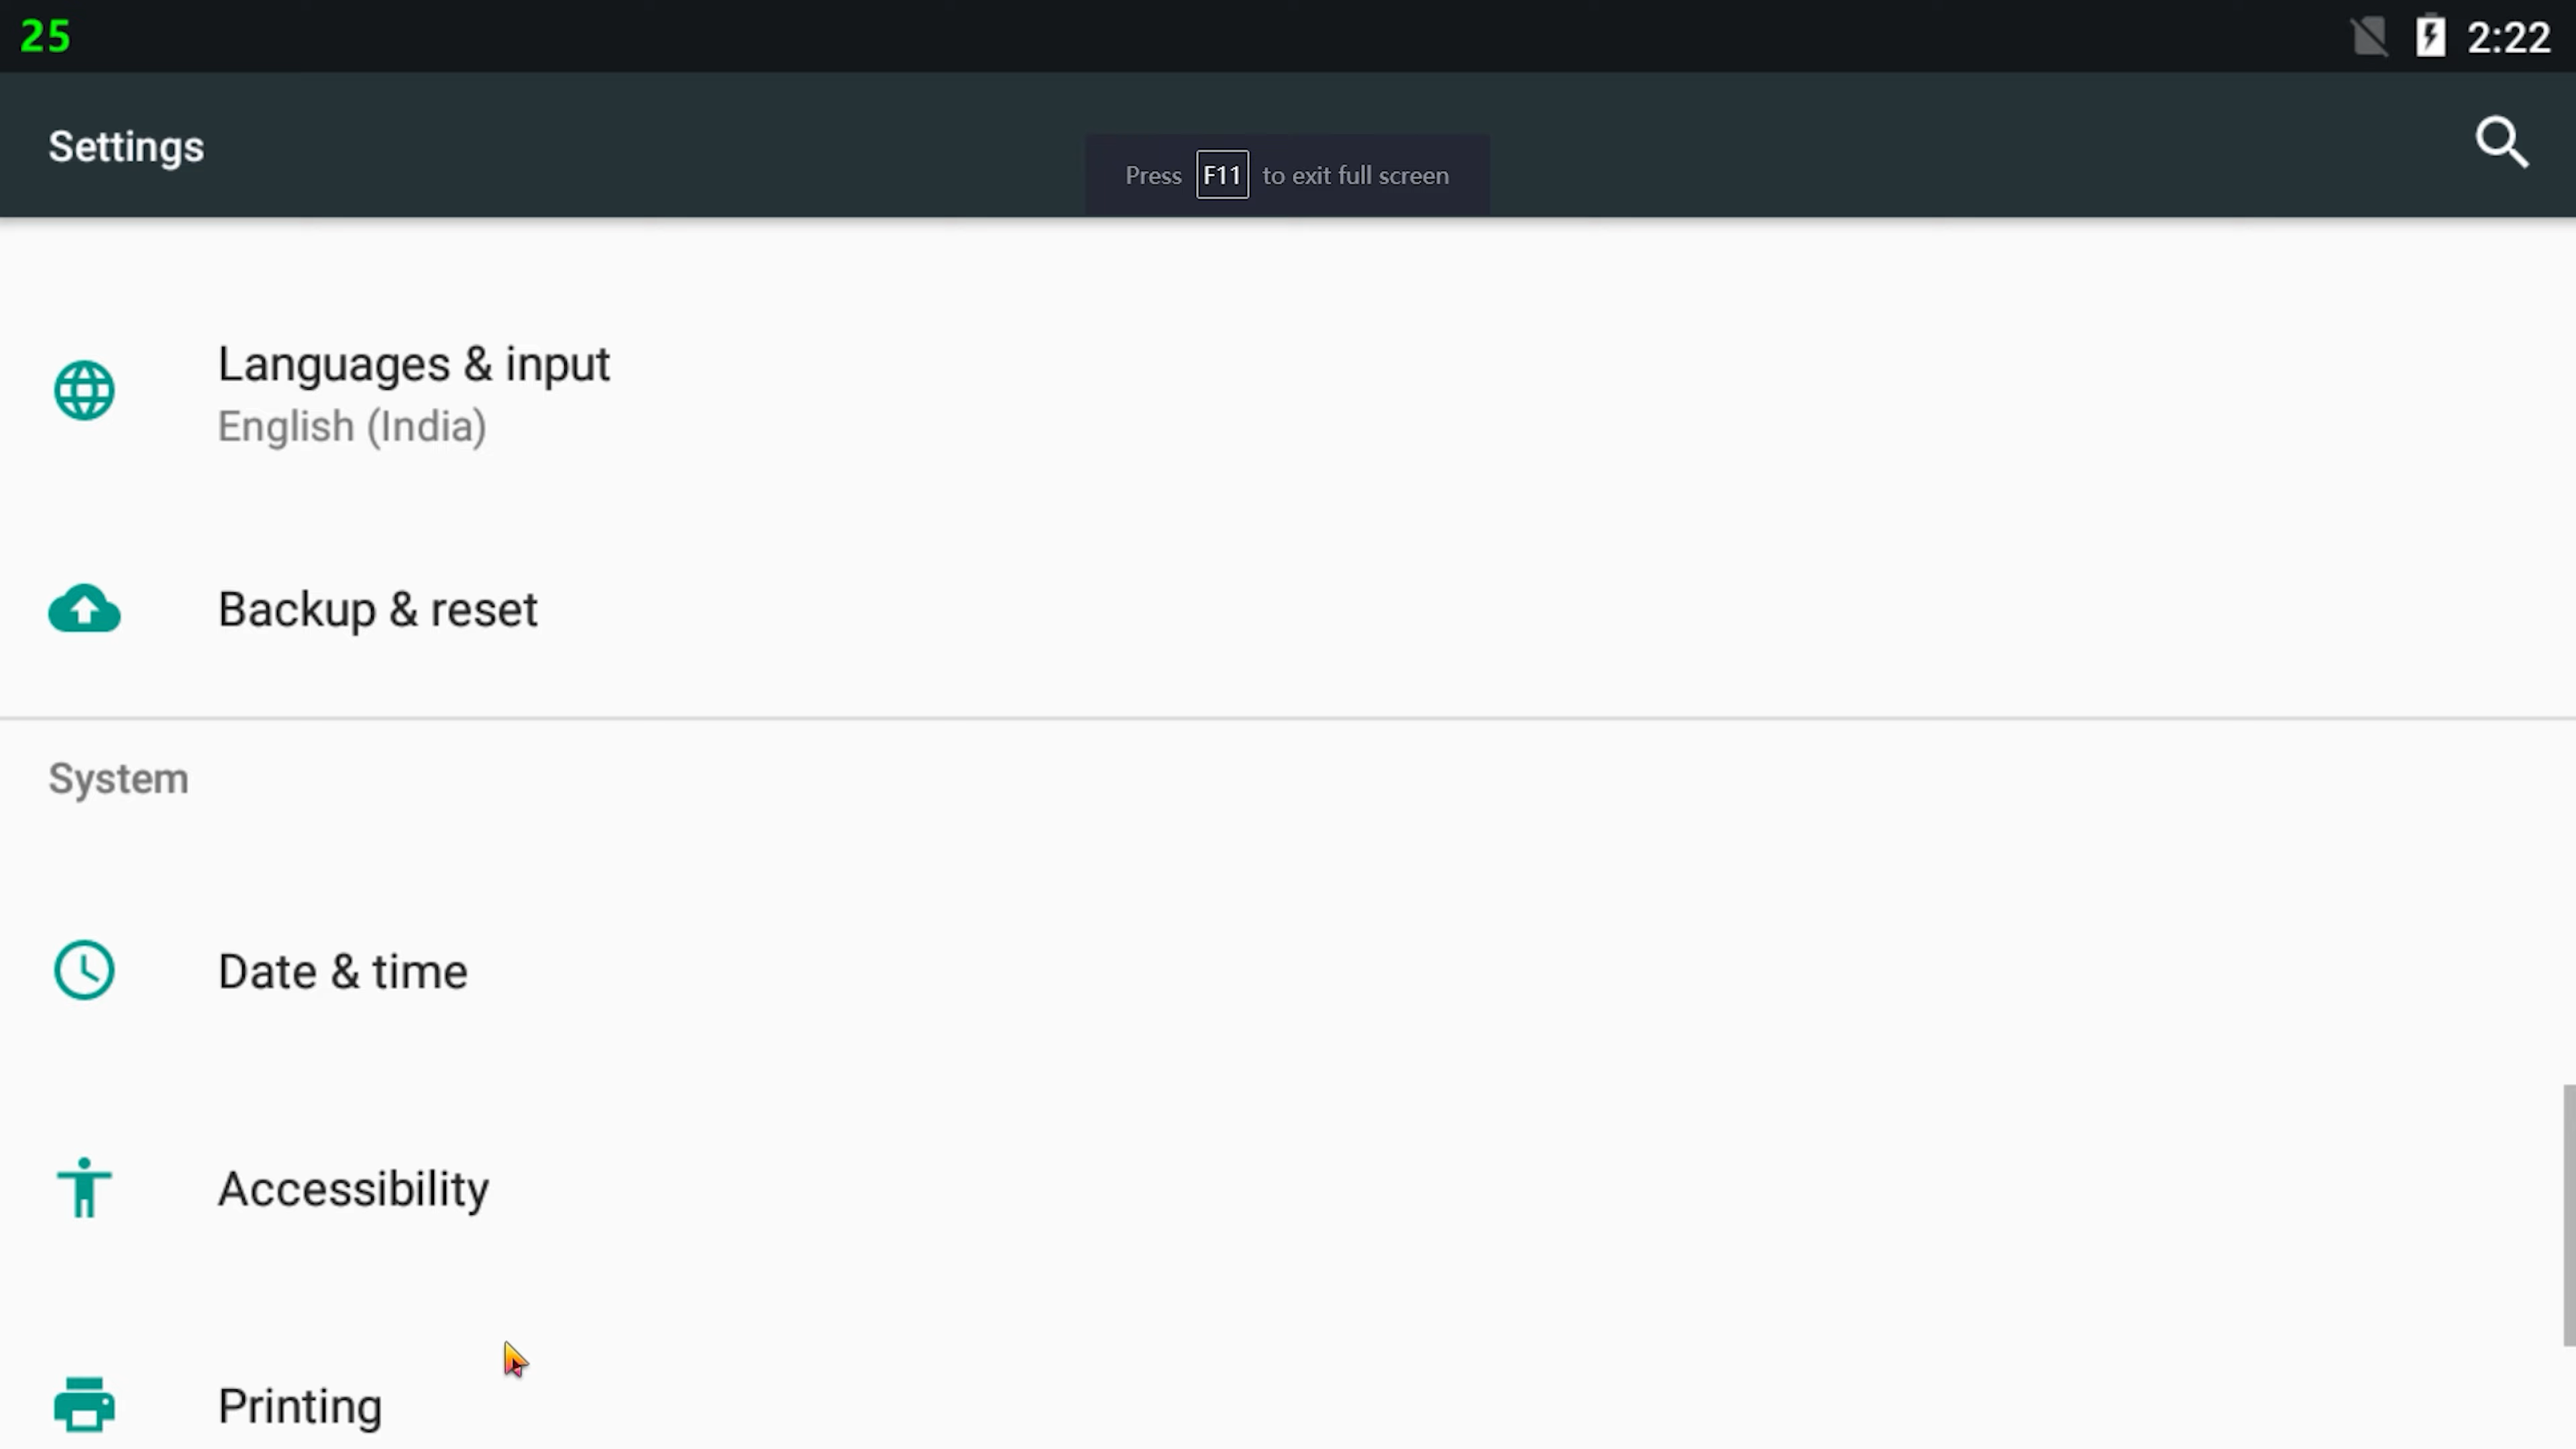 25
2:22
Settings
Press F11 to exit full screen
Languages & input
English (India)
Backup & reset
System
Date & time
Accessibility
Printing